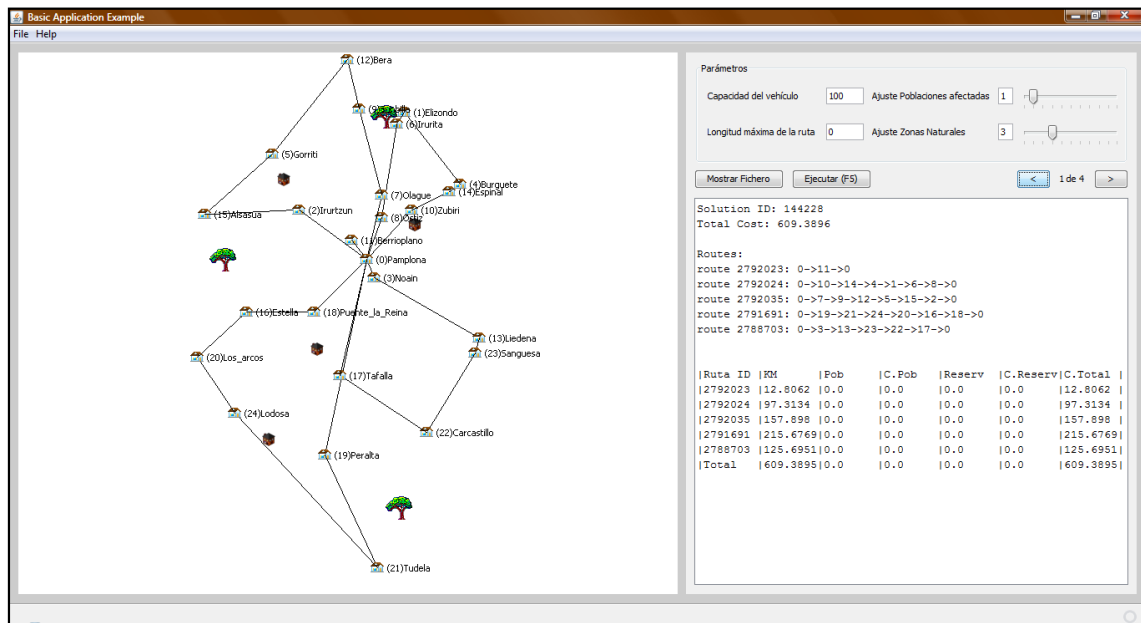 Basic Application Example
File Help
(12)Bera
(1)Elizondo
(6)Irurita
(5)Gorriti
(4)Burguete
(14)Espinal
(7)Olague
(2)Irurtzun
(10)Zubiri
(15)Alsasua
(8)Ostiz
(11)Berrioplano
(0)Pamplona
(3)Noain
(16)Estella
(18)Puente_la_Reina
(13)Liedena
(23)Sanguesa
(20)Los_arcos
(17)Tafalla
(24)Lodosa
(22)Carcastillo
(19)Peralta
(21)Tudela
Parámetros
Capacidad del vehículo 100 Ajuste Poblaciones afectadas 1
Longitud máxima de la ruta 0 Ajuste Zonas Naturales 3
Mostrar Fichero Ejecutar (F5) < 1 de 4 >
Solution ID: 144228
Total Cost: 609.3896
Routes:
route 2792023: 0->11->0
route 2792024: 0->10->14->4->1->6->8->0
route 2792035: 0->7->9->12->5->15->2->0
route 2791691: 0->19->21->24->20->16->18->0
route 2788703: 0->3->13->23->22->17->0
|Ruta ID |KM |Pob |C.Pob |Reserv |C.Reserv|C.Total |
|2792023 |12.8062 |0.0 |0.0 |0.0 |0.0 |12.8062 |
|2792024 |97.3134 |0.0 |0.0 |0.0 |0.0 |97.3134 |
|2792035 |157.898 |0.0 |0.0 |0.0 |0.0 |157.898 |
|2791691 |215.6769|0.0 |0.0 |0.0 |0.0 |215.6769|
|2788703 |125.6951|0.0 |0.0 |0.0 |0.0 |125.6951|
|Total |609.3895|0.0 |0.0 |0.0 |0.0 |609.3895|